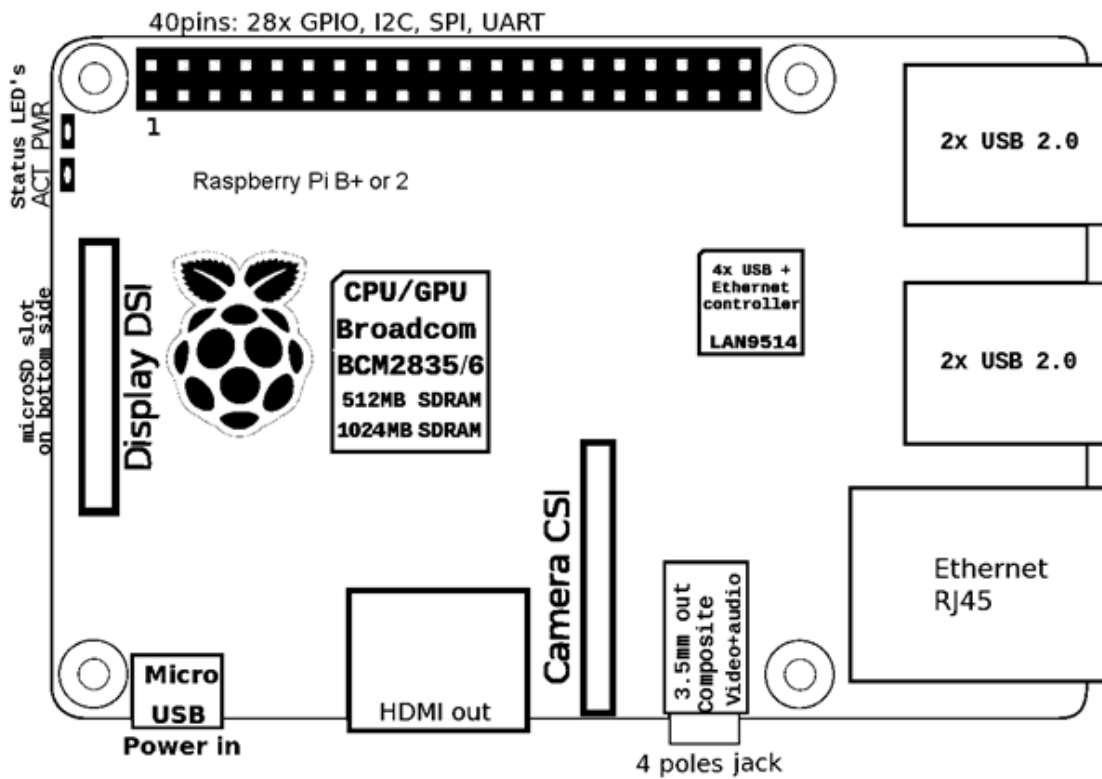 40pins: 28x GPIO, I2C, SPI, UART
Status LED's
ACT PWR
1
Raspberry Pi B+ or 2
2x USB 2.0
microSD slot
on bottom side
Display DSI
CPU/GPU
Broadcom
BCM2835/6
512MB SDRAM
1024MB SDRAM
4x USB +
Ethernet
controller
LAN9514
2x USB 2.0
Camera CSI
Ethernet
RJ45
3.5mm out
Composite
Video+audio
Micro
USB
Power in
HDMI out
4 poles jack